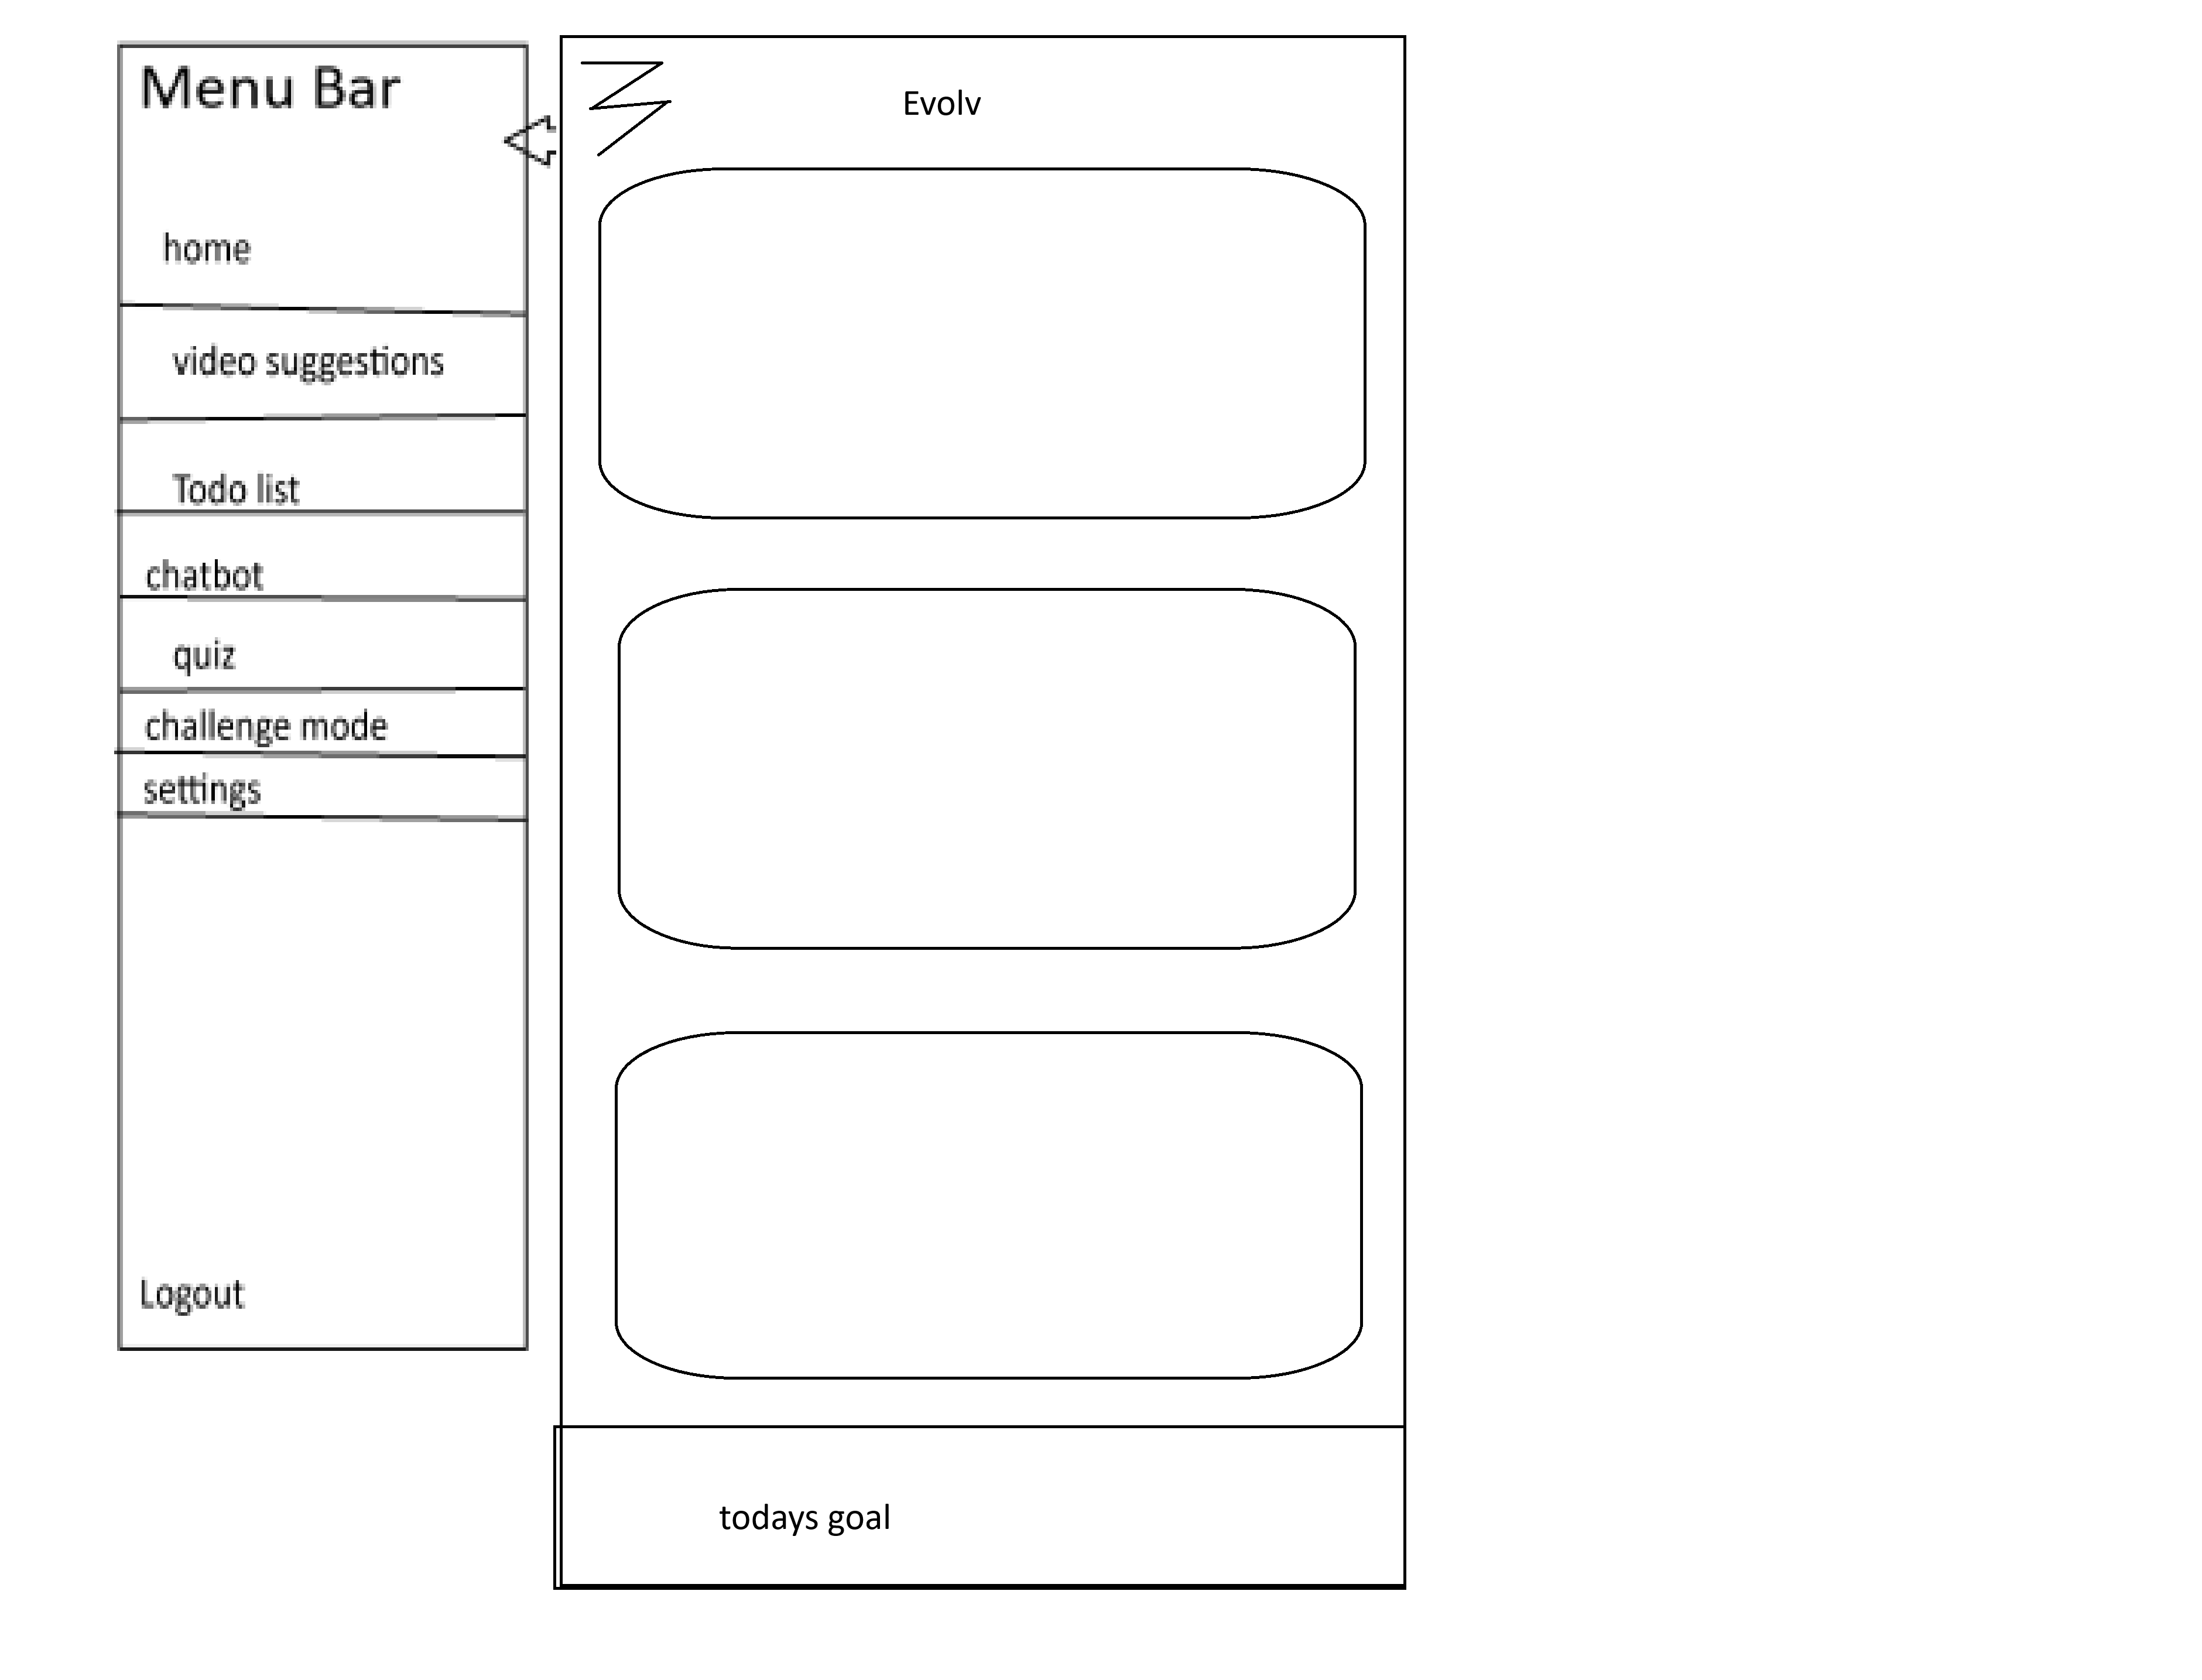 Menu Bar
home
video suggestions
Todo list
chatbot
quiz
challenge mode
settings
Logout
Evolv
todays goal